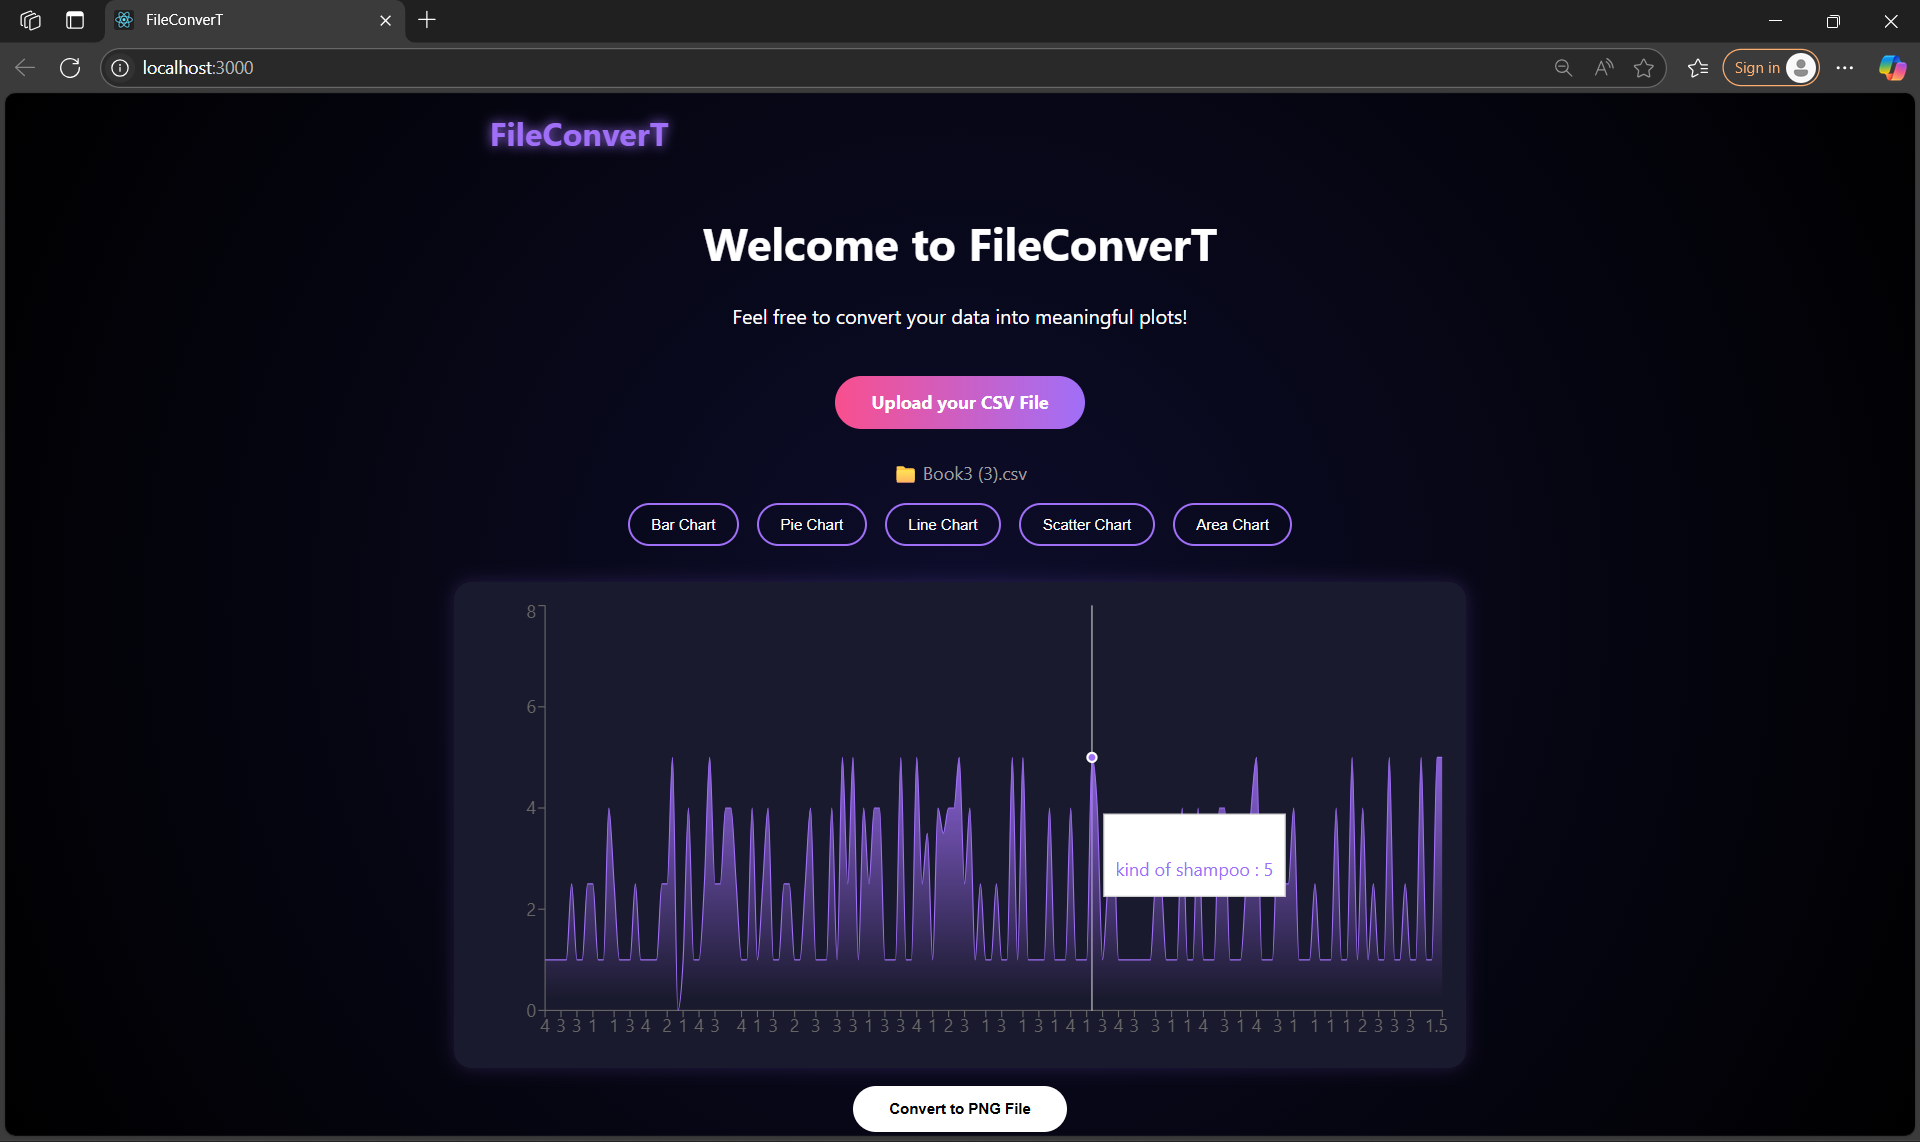 FileConverT
localhost:3000
Sign in
FileConverT
Welcome to FileConverT
Feel free to convert your data into meaningful plots!
Upload your CSV File
Book3 (3).csv
Bar Chart Pie Chart Line Chart Scatter Chart Area Chart
8
6
4
2
0
kind of shampoo : 5
4 3 3 1 1 3 4 2 1 4 3 4 1 3 2 3 3 3 1 3 3 4 1 2 3 1 3 1 3 1 4 1 3 4 3 3 1 1 4 3 1 4 3 1 1 1 1 2 3 3 3 1.5
Convert to PNG File